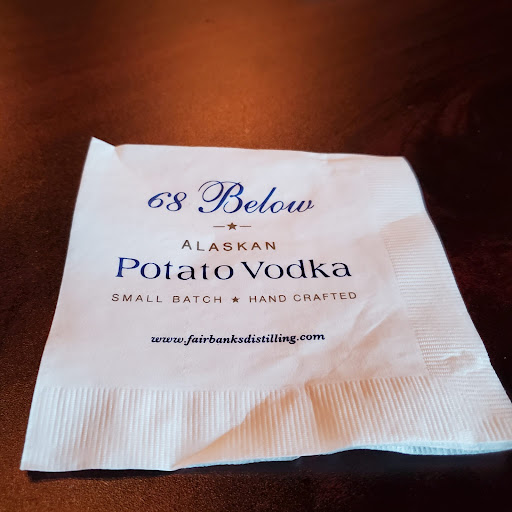 68 Below
ALASKAN
Potato Vodka
SMALL BATCH ★ HAND CRAFTED
www.fairbanksdistilling.com